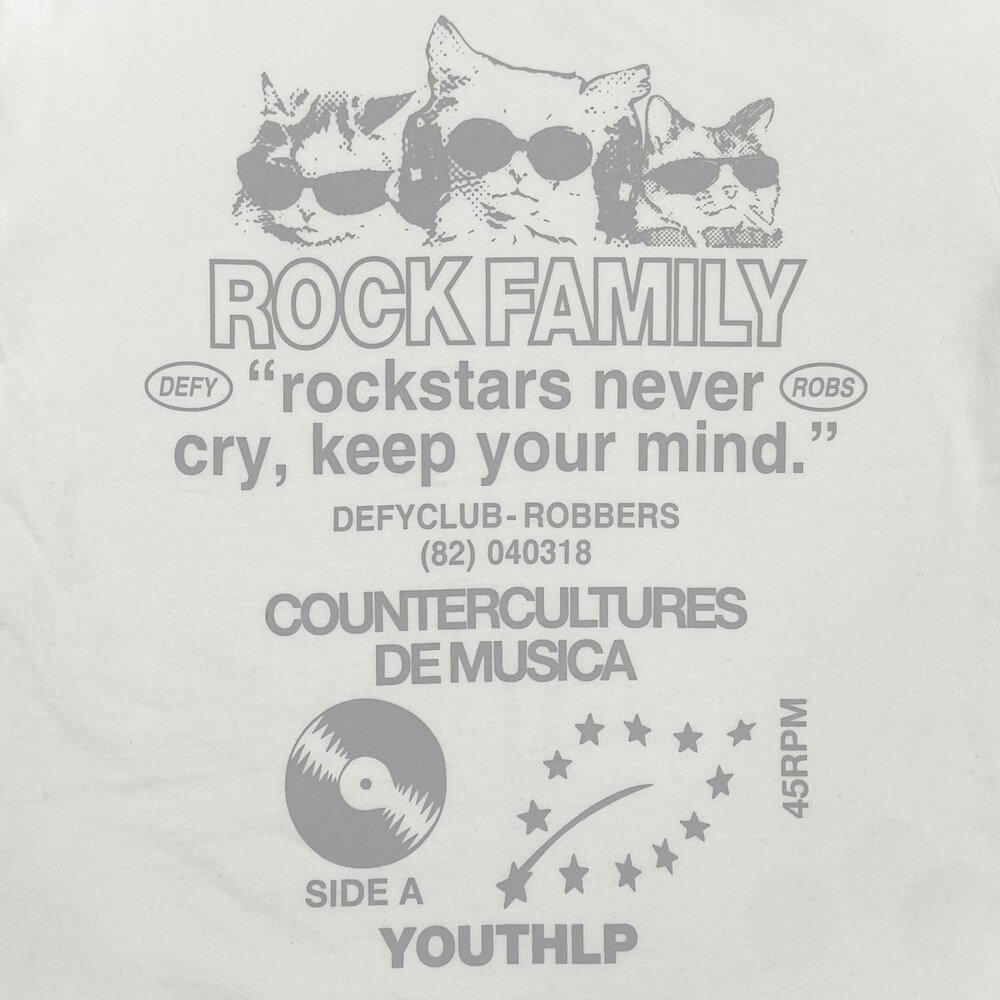 ROCK FAMILY
DEFY “rockstars never ROBS
cry, keep your mind.”
DEFYCLUB-ROBBERS
(82) 040318
COUNTERCULTURES
DE MUSICA
45RPM
SIDE A
YOUTHLP